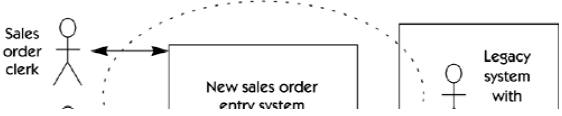 Sales
order
clerk
New sales order
entry system
Legacy
system
with